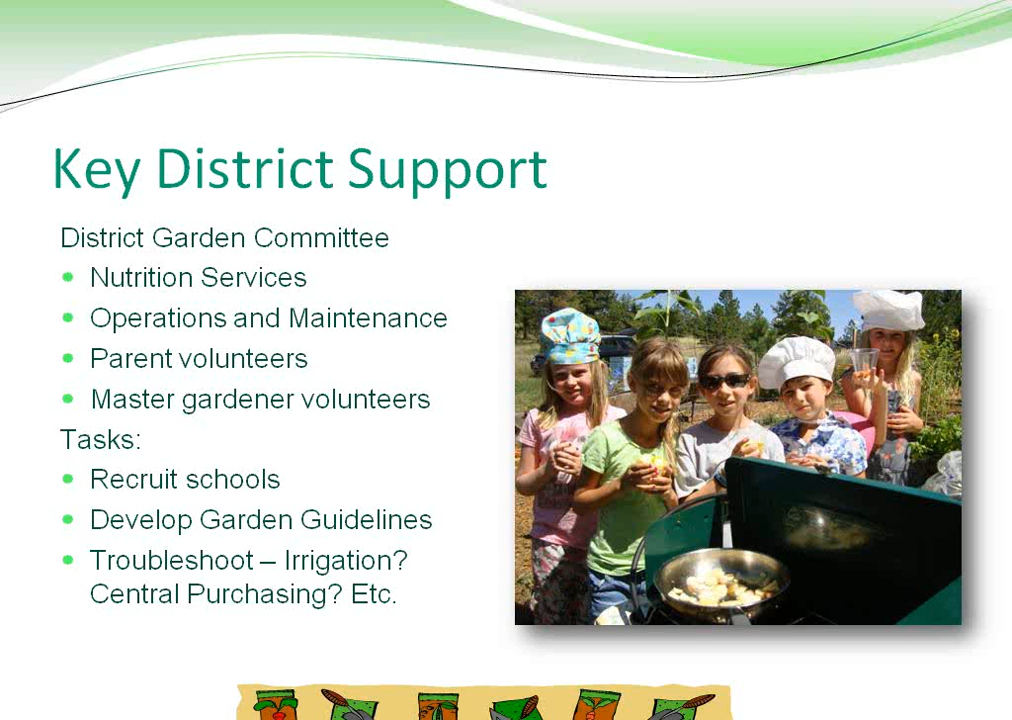 Key District Support
District Garden Committee
• Nutrition Services
• Operations and Maintenance
• Parent volunteers
• Master gardener volunteers
Tasks:
• Recruit schools
• Develop Garden Guidelines
• Troubleshoot – Irrigation?
Central Purchasing? Etc.